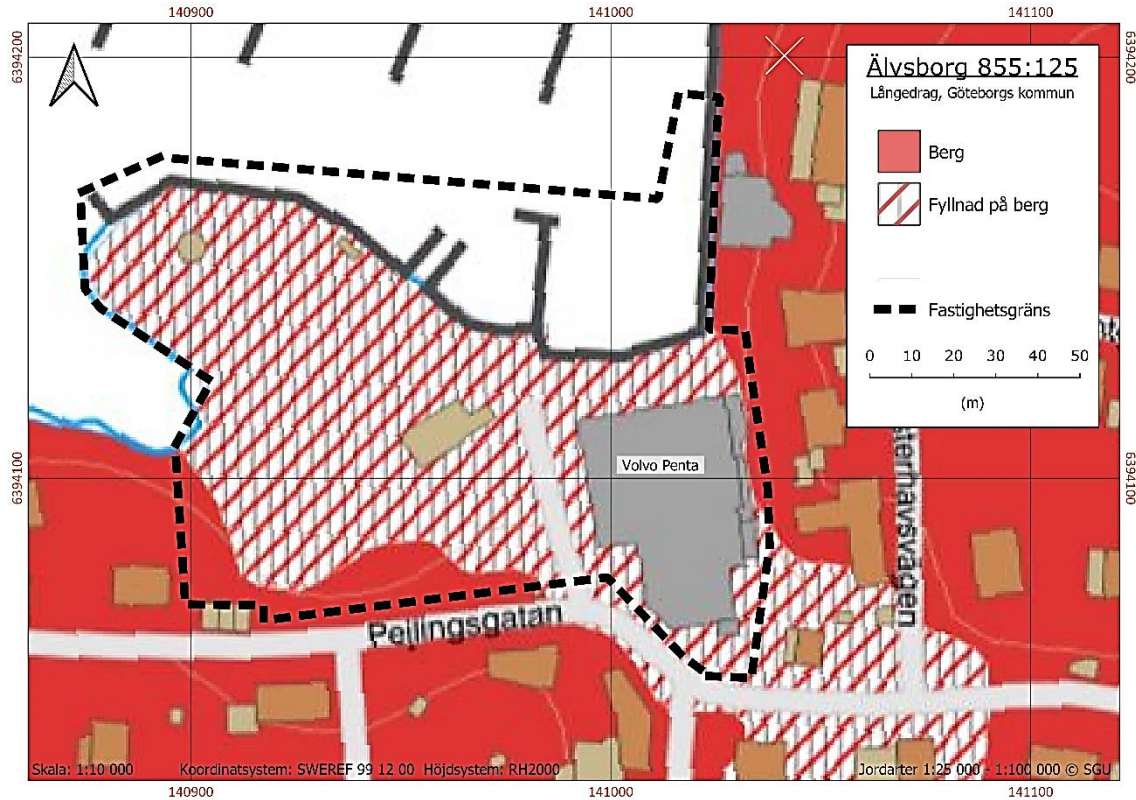 140900
141000
141100
6394200
6394200
Älvsborg 855:125
Långedrag, Göteborgs kommun
Berg
Fyllnad på berg
Fastighetsgräns
0 10 20 30 40 50
(m)
Volvo Penta
6394100
6394100
Pejlingsgatan
Skala: 1:10 000 Koordinatsystem: SWEREF 99 12 00 Höjdsystem: RH2000
Jordarter 1:25 000 - 1:100 000 © SGU
140900
141000
141100